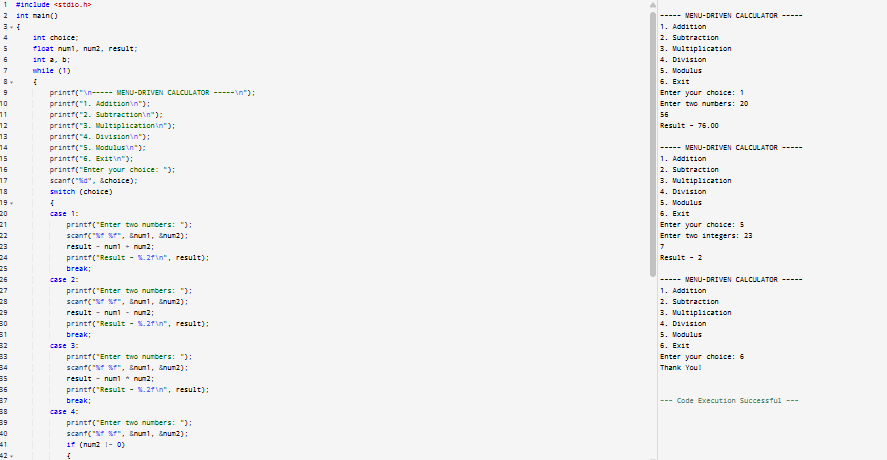 1 #include <stdio.h>
2 int main()
3 {
4 int choice;
5 float num1, num2, result;
6 int a, b;
7 while (1)
8 {
9 printf("\n----- MENU-DRIVEN CALCULATOR -----\n");
10 printf("1. Addition\n");
11 printf("2. Subtraction\n");
12 printf("3. Multiplication\n");
13 printf("4. Division\n");
14 printf("5. Modulus\n");
15 printf("6. Exit\n");
16 printf("Enter your choice: ");
17 scanf("%d", &choice);
18 switch (choice)
19 {
20 case 1:
21 printf("Enter two numbers: ");
22 scanf("%f %f", &num1, &num2);
23 result = num1 + num2;
24 printf("Result = %.2f\n", result);
25 break;
26 case 2:
27 printf("Enter two numbers: ");
28 scanf("%f %f", &num1, &num2);
29 result = num1 - num2;
30 printf("Result = %.2f\n", result);
31 break;
32 case 3:
33 printf("Enter two numbers: ");
34 scanf("%f %f", &num1, &num2);
35 result = num1 * num2;
36 printf("Result = %.2f\n", result);
37 break;
38 case 4:
39 printf("Enter two numbers: ");
40 scanf("%f %f", &num1, &num2);
41 if (num2 != 0)
42 {
----- MENU-DRIVEN CALCULATOR -----
1. Addition
2. Subtraction
3. Multiplication
4. Division
5. Modulus
6. Exit
Enter your choice: 1
Enter two numbers: 20
56
Result = 76.00
----- MENU-DRIVEN CALCULATOR -----
1. Addition
2. Subtraction
3. Multiplication
4. Division
5. Modulus
6. Exit
Enter your choice: 5
Enter two integers: 23
7
Result = 2
----- MENU-DRIVEN CALCULATOR -----
1. Addition
2. Subtraction
3. Multiplication
4. Division
5. Modulus
6. Exit
Enter your choice: 6
Thank You!
=== Code Execution Successful ===